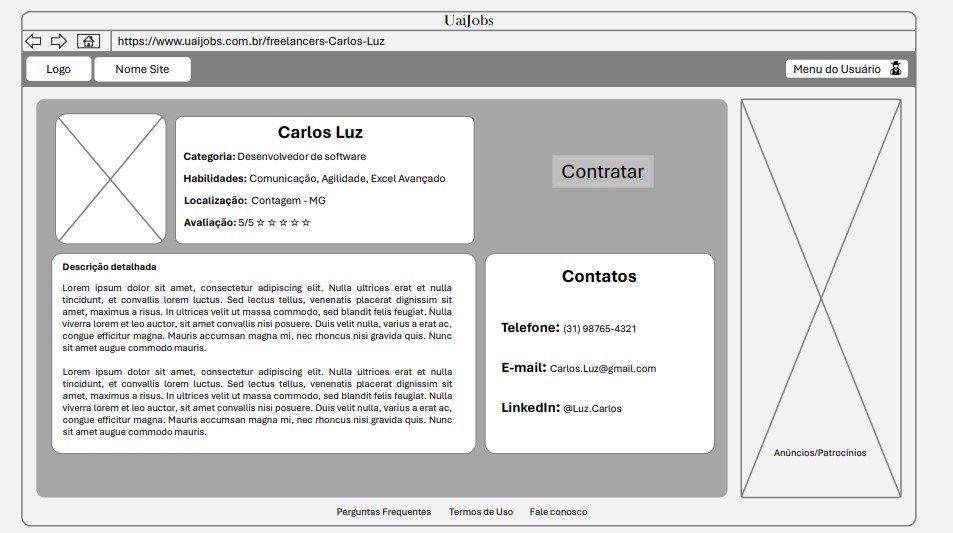 UaiJobs
https://www.uaijobs.com.br/freelancers-Carlos-Luz
Logo
Nome Site
Menu do Usuário
Carlos Luz
Categoria: Desenvolvedor de software
Habilidades: Comunicação, Agilidade, Excel Avançado
Localização: Contagem - MG
Avaliação: 5/5 ☆ ☆ ☆ ☆ ☆
Contratar
Descrição detalhada
Lorem ipsum dolor sit amet, consectetur adipiscing elit. Nulla ultrices erat et nulla
tincidunt, et convallis lorem luctus. Sed lectus tellus, venenatis placerat dignissim sit
amet, maximus a risus. In ultrices velit ut massa commodo, sed blandit felis feugiat. Nulla
viverra lorem et leo auctor, sit amet convallis nisi posuere. Duis velit nulla, varius a erat ac,
congue efficitur magna. Mauris accumsan magna mi, nec rhoncus nisi gravida quis. Nunc
sit amet augue commodo mauris.
Lorem ipsum dolor sit amet, consectetur adipiscing elit. Nulla ultrices erat et nulla
tincidunt, et convallis lorem luctus. Sed lectus tellus, venenatis placerat dignissim sit
amet, maximus a risus. In ultrices velit ut massa commodo, sed blandit felis feugiat. Nulla
viverra lorem et leo auctor, sit amet convallis nisi posuere. Duis velit nulla, varius a erat ac,
congue efficitur magna. Mauris accumsan magna mi, nec rhoncus nisi gravida quis. Nunc
sit amet augue commodo mauris.
Contatos
Telefone: (31) 98765-4321
E-mail: Carlos.Luz@gmail.com
LinkedIn: @Luz.Carlos
Anúncios/Patrocínios
Perguntas Frequentes
Termos de Uso
Fale conosco